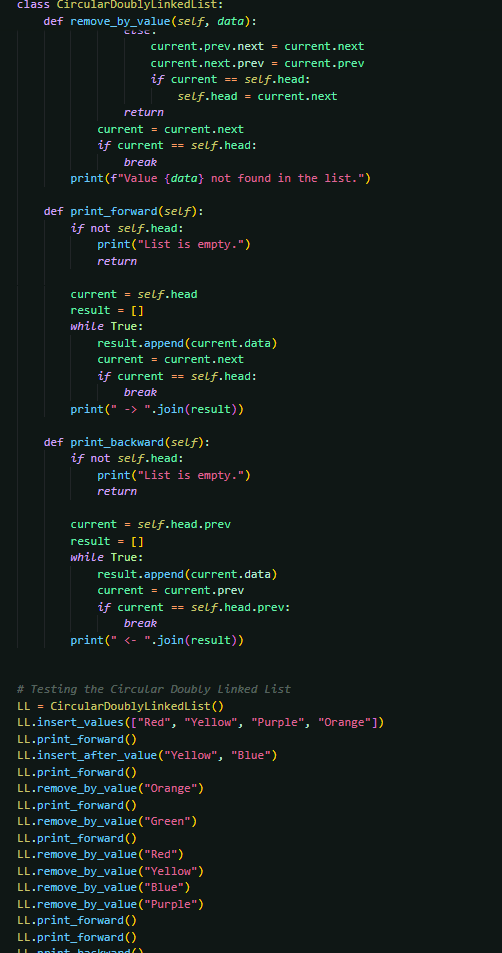 class CircularDoublyLinkedList:
    def remove_by_value(self, data):
                else:
                    current.prev.next = current.next
                    current.next.prev = current.prev
                    if current == self.head:
                        self.head = current.next
                return
            current = current.next
            if current == self.head:
                break
        print(f"Value {data} not found in the list.")
    def print_forward(self):
        if not self.head:
            print("List is empty.")
            return
        current = self.head
        result = []
        while True:
            result.append(current.data)
            current = current.next
            if current == self.head:
                break
        print(" -> ".join(result))
    def print_backward(self):
        if not self.head:
            print("List is empty.")
            return
        current = self.head.prev
        result = []
        while True:
            result.append(current.data)
            current = current.prev
            if current == self.head.prev:
                break
        print(" <- ".join(result))
# Testing the Circular Doubly Linked List
LL = CircularDoublyLinkedList()
LL.insert_values(["Red", "Yellow", "Purple", "Orange"])
LL.print_forward()
LL.insert_after_value("Yellow", "Blue")
LL.print_forward()
LL.remove_by_value("Orange")
LL.print_forward()
LL.remove_by_value("Green")
LL.print_forward()
LL.remove_by_value("Red")
LL.remove_by_value("Yellow")
LL.remove_by_value("Blue")
LL.remove_by_value("Purple")
LL.print_forward()
LL.print_forward()
LL.print_backward()